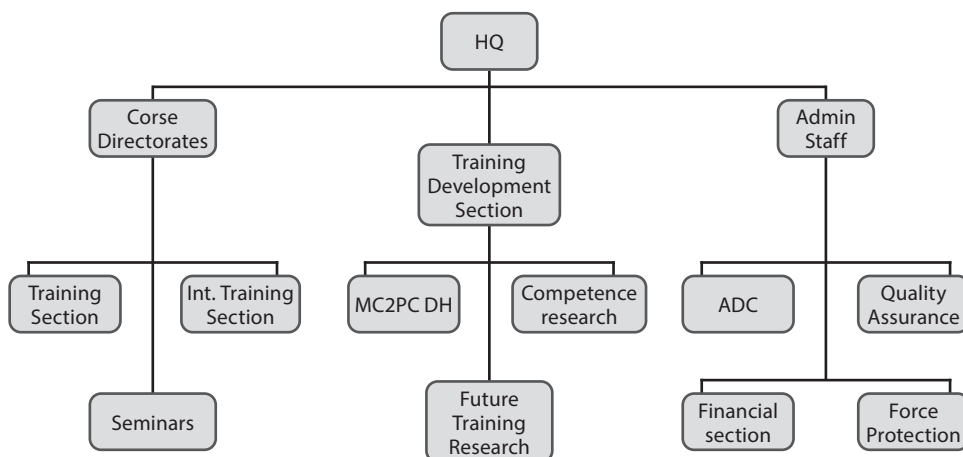 HQ
Corse
Directorates
Admin
Staff
Training
Development
Section
Training
Section
Int. Training
Section
MC2PC DH
Competence
research
ADC
Quality
Assurance
Seminars
Future
Training
Research
Financial
section
Force
Protection